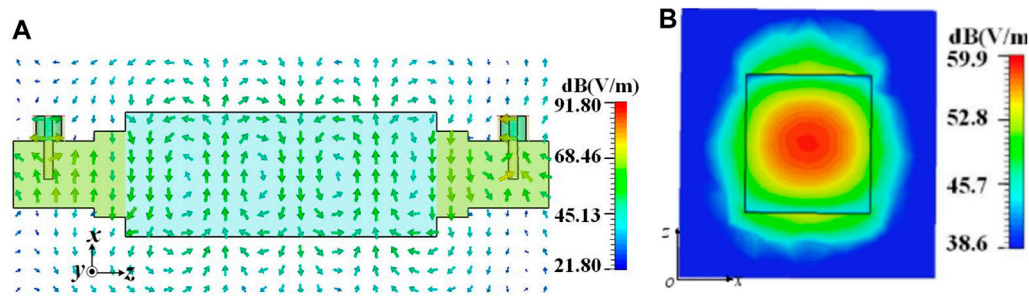 A
dB(V/m)
91.80
68.46
45.13
21.80
x
y
z
B
dB(V/m
59.9
52.8
45.7
38.6
O
x